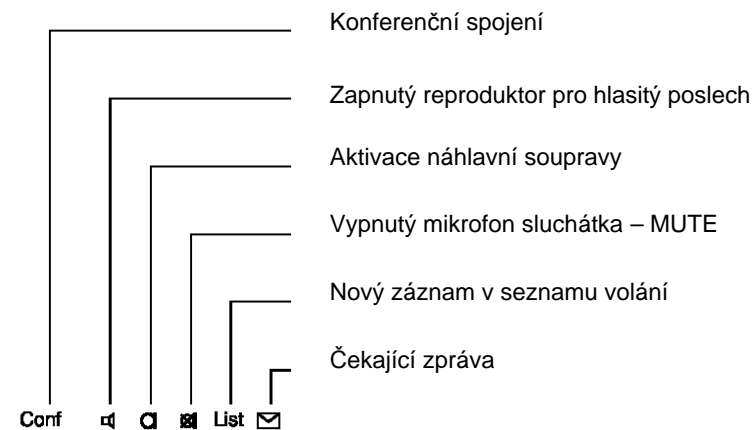 Konferenční spojení
Zapnutý reproduktor pro hlasitý poslech
Aktivace náhlavní soupravy
Vypnutý mikrofon sluchátka – MUTE
Nový záznam v seznamu volání
Čekající zpráva
Conf List